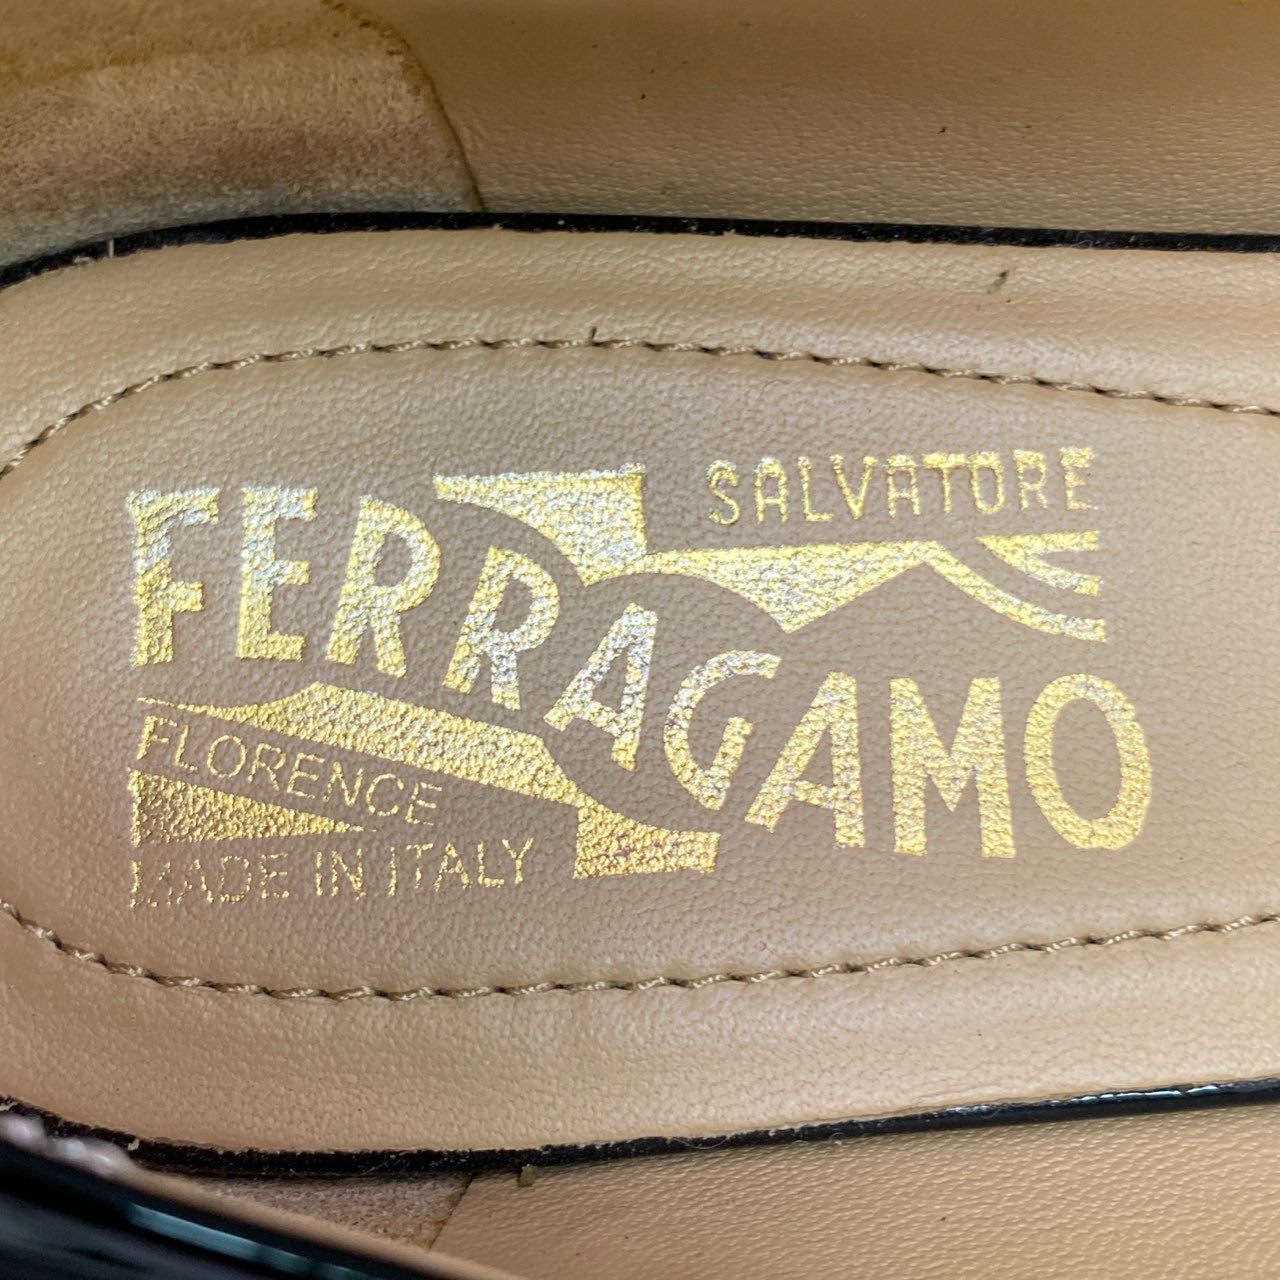 SALVATORE
FERRAGAMO
FLORENCE
MADE IN ITALY